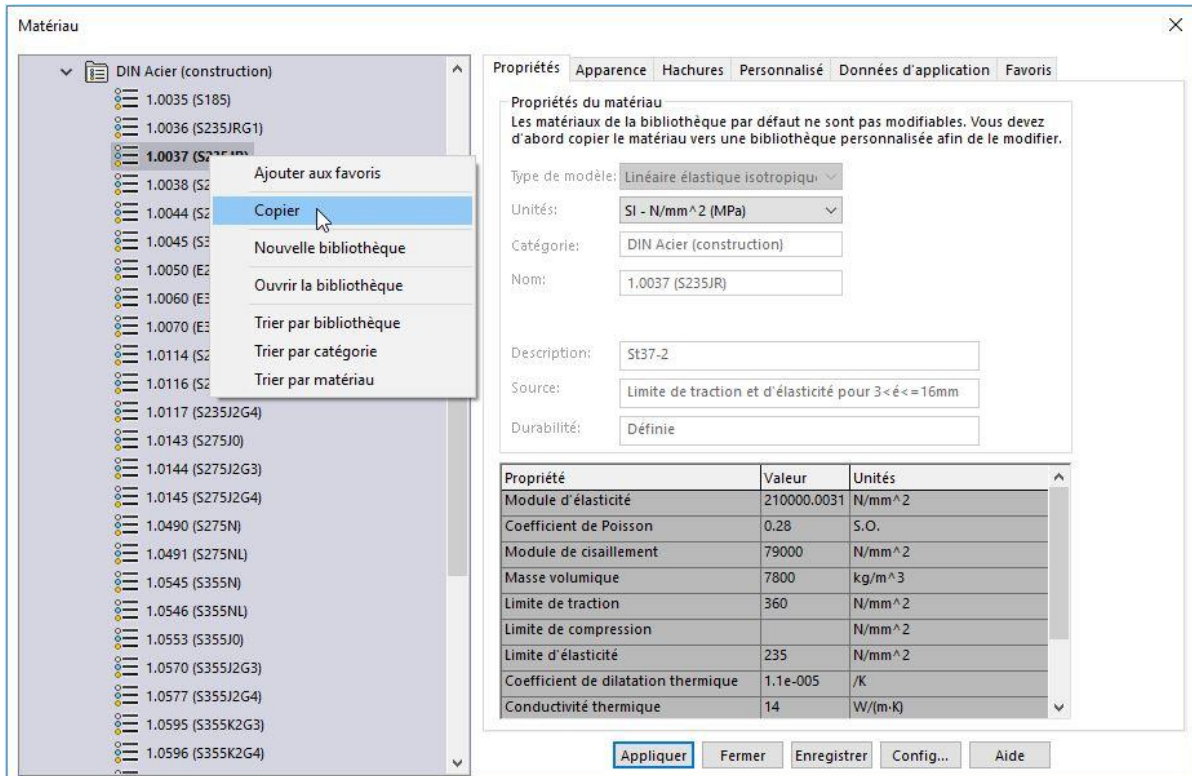 Matériau
DIN Acier (construction)
1.0035 (S185)
1.0036 (S235JRG1)
1.0037 (S235JR)
1.0038 (S2
1.0044 (S2
1.0045 (S3
1.0050 (E2
1.0060 (E3
1.0070 (E3
1.0114 (S2
1.0116 (S2
1.0117 (S235J2G4)
1.0143 (S275J0)
1.0144 (S275J2G3)
1.0145 (S275J2G4)
1.0490 (S275N)
1.0491 (S275NL)
1.0545 (S355N)
1.0546 (S355NL)
1.0553 (S355J0)
1.0570 (S355J2G3)
1.0577 (S355J2G4)
1.0595 (S355K2G3)
1.0596 (S355K2G4)
Ajouter aux favoris
Copier
Nouvelle bibliothèque
Ouvrir la bibliothèque
Trier par bibliothèque
Trier par catégorie
Trier par matériau
Propriétés Apparence Hachures Personnalisé Données d'application Favoris
Propriétés du matériau
Les matériaux de la bibliothèque par défaut ne sont pas modifiables. Vous devez
d'abord copier le matériau vers une bibliothèque personnalisée afin de le modifier.
Type de modèle: Linéaire élastique isotropique
Unités: SI - N/mm^2 (MPa)
Catégorie: DIN Acier (construction)
Nom: 1.0037 (S235JR)
Description: St37-2
Source: Limite de traction et d'élasticité pour 3<é<=16mm
Durabilité: Définie
Propriété Valeur Unités
Module d'élasticité 210000.0031 N/mm^2
Coefficient de Poisson 0.28 S.O.
Module de cisaillement 79000 N/mm^2
Masse volumique 7800 kg/m^3
Limite de traction 360 N/mm^2
Limite de compression N/mm^2
Limite d'élasticité 235 N/mm^2
Coefficient de dilatation thermique 1.1e-005 /K
Conductivité thermique 14 W/(m·K)
Appliquer Fermer Enregistrer Config... Aide